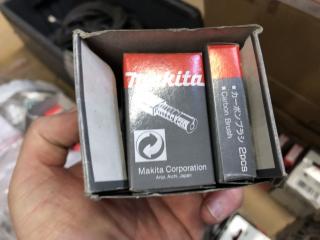 Makita
Makita Corporation
Anjo, Aichi, Japan
■ カーボンブラシ 2pcs
■ Carbon Brush